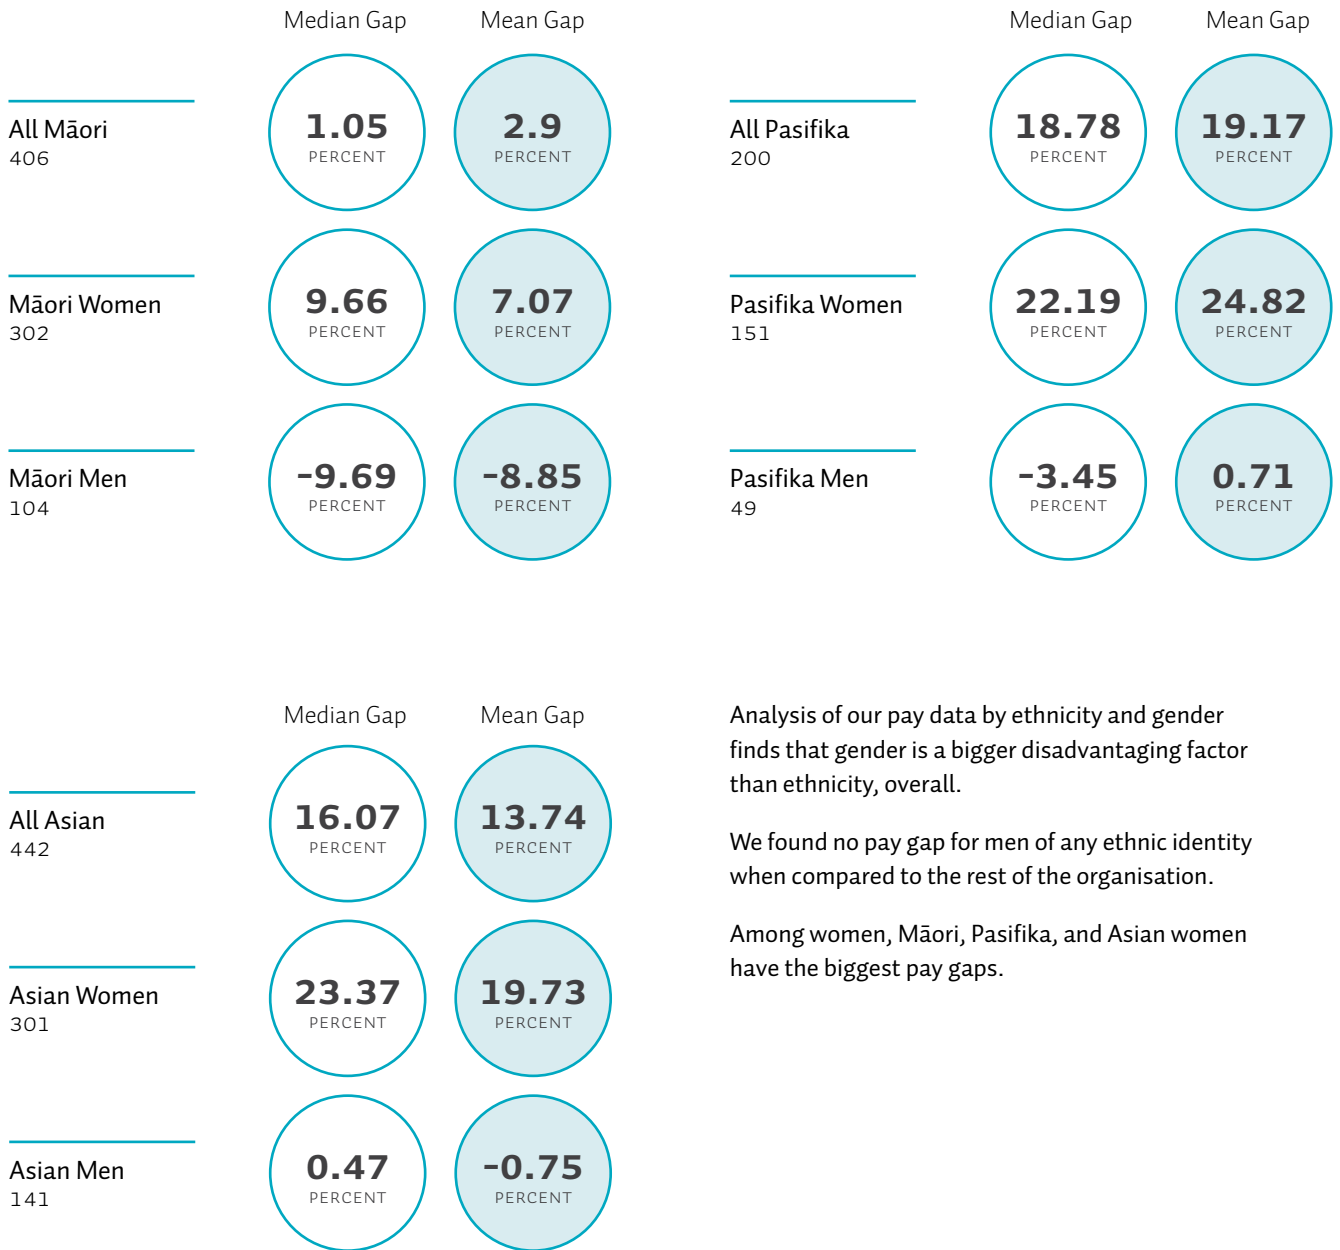 Median Gap Mean Gap
All Māori
406
1.05
PERCENT
2.9
PERCENT
Māori Women
302
9.66
PERCENT
7.07
PERCENT
Māori Men
104
-9.69
PERCENT
-8.85
PERCENT
Median Gap Mean Gap
All Pasifika
200
18.78
PERCENT
19.17
PERCENT
Pasifika Women
151
22.19
PERCENT
24.82
PERCENT
Pasifika Men
49
-3.45
PERCENT
0.71
PERCENT
Median Gap Mean Gap
All Asian
442
16.07
PERCENT
13.74
PERCENT
Asian Women
301
23.37
PERCENT
19.73
PERCENT
Asian Men
141
0.47
PERCENT
-0.75
PERCENT
Analysis of our pay data by ethnicity and gender
finds that gender is a bigger disadvantaging factor
than ethnicity, overall.
We found no pay gap for men of any ethnic identity
when compared to the rest of the organisation.
Among women, Māori, Pasifika, and Asian women
have the biggest pay gaps.